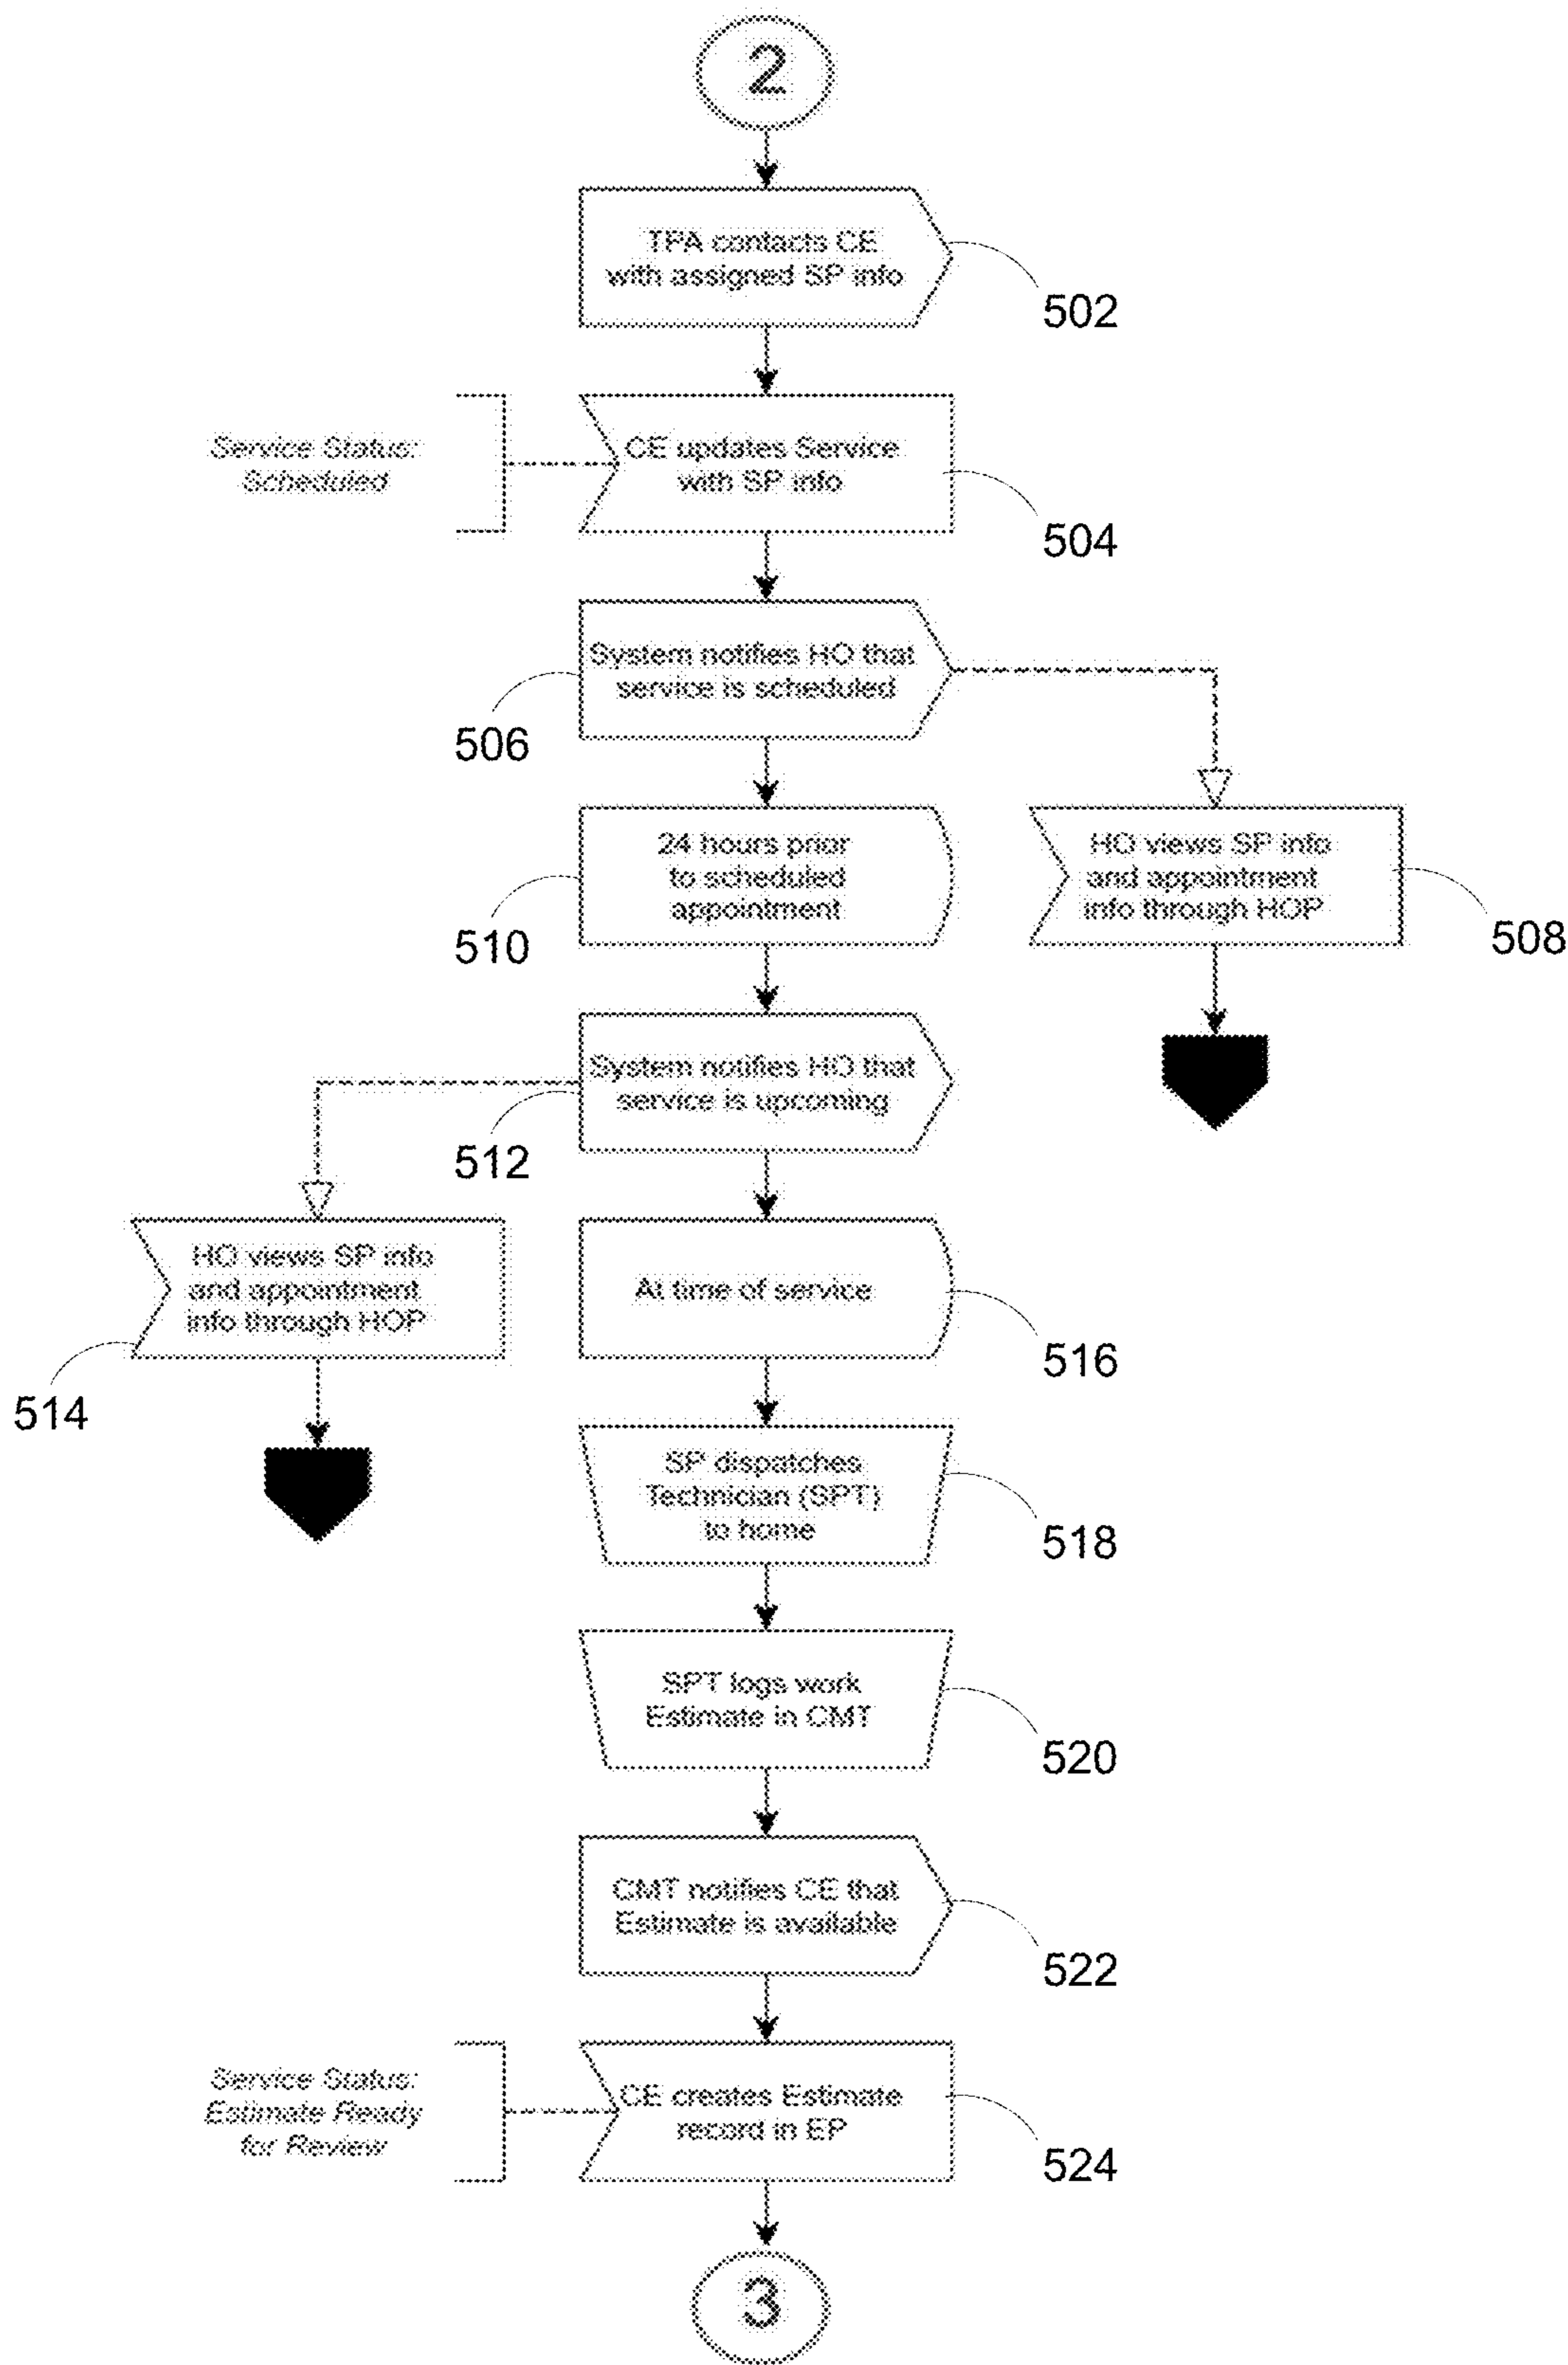 2
TPA contacts CE
with assigned SP info
502
Service Status:
Scheduled
CE updates Service
with SP info
504
System notifies HO that
service is scheduled
506
24 hours prior
to scheduled
appointment
510
HO views SP info
and appointment
info through HOP
508
System notifies HO that
service is upcoming
512
HO views SP info
and appointment
info through HOP
514
At time of service
516
SP dispatches
Technician (SPT)
to home
518
SPT logs work
Estimate in CMT
520
CMT notifies CE that
Estimate is available
522
Service Status:
Estimate Ready
for Review
CE creates Estimate
record in EP
524
3